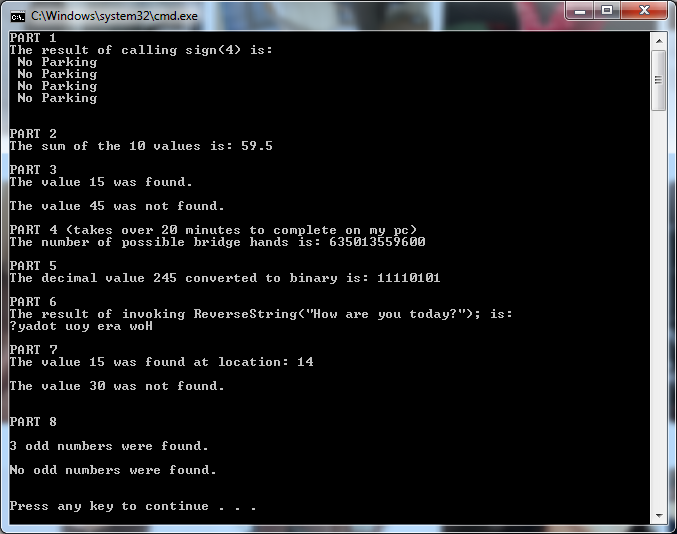 C:\Windows\system32\cmd.exe
PART 1
The result of calling sign(4) is:
No Parking
No Parking
No Parking
No Parking
PART 2
The sum of the 10 values is: 59.5
PART 3
The value 15 was found.
The value 45 was not found.
PART 4 (takes over 20 minutes to complete on my pc)
The number of possible bridge hands is: 635013559600
PART 5
The decimal value 245 converted to binary is: 11110101
PART 6
The result of invoking ReverseString("How are you today?"); is:
?yadot uoy era woH
PART 7
The value 15 was found at location: 14
The value 30 was not found.
PART 8
3 odd numbers were found.
No odd numbers were found.
Press any key to continue . . .